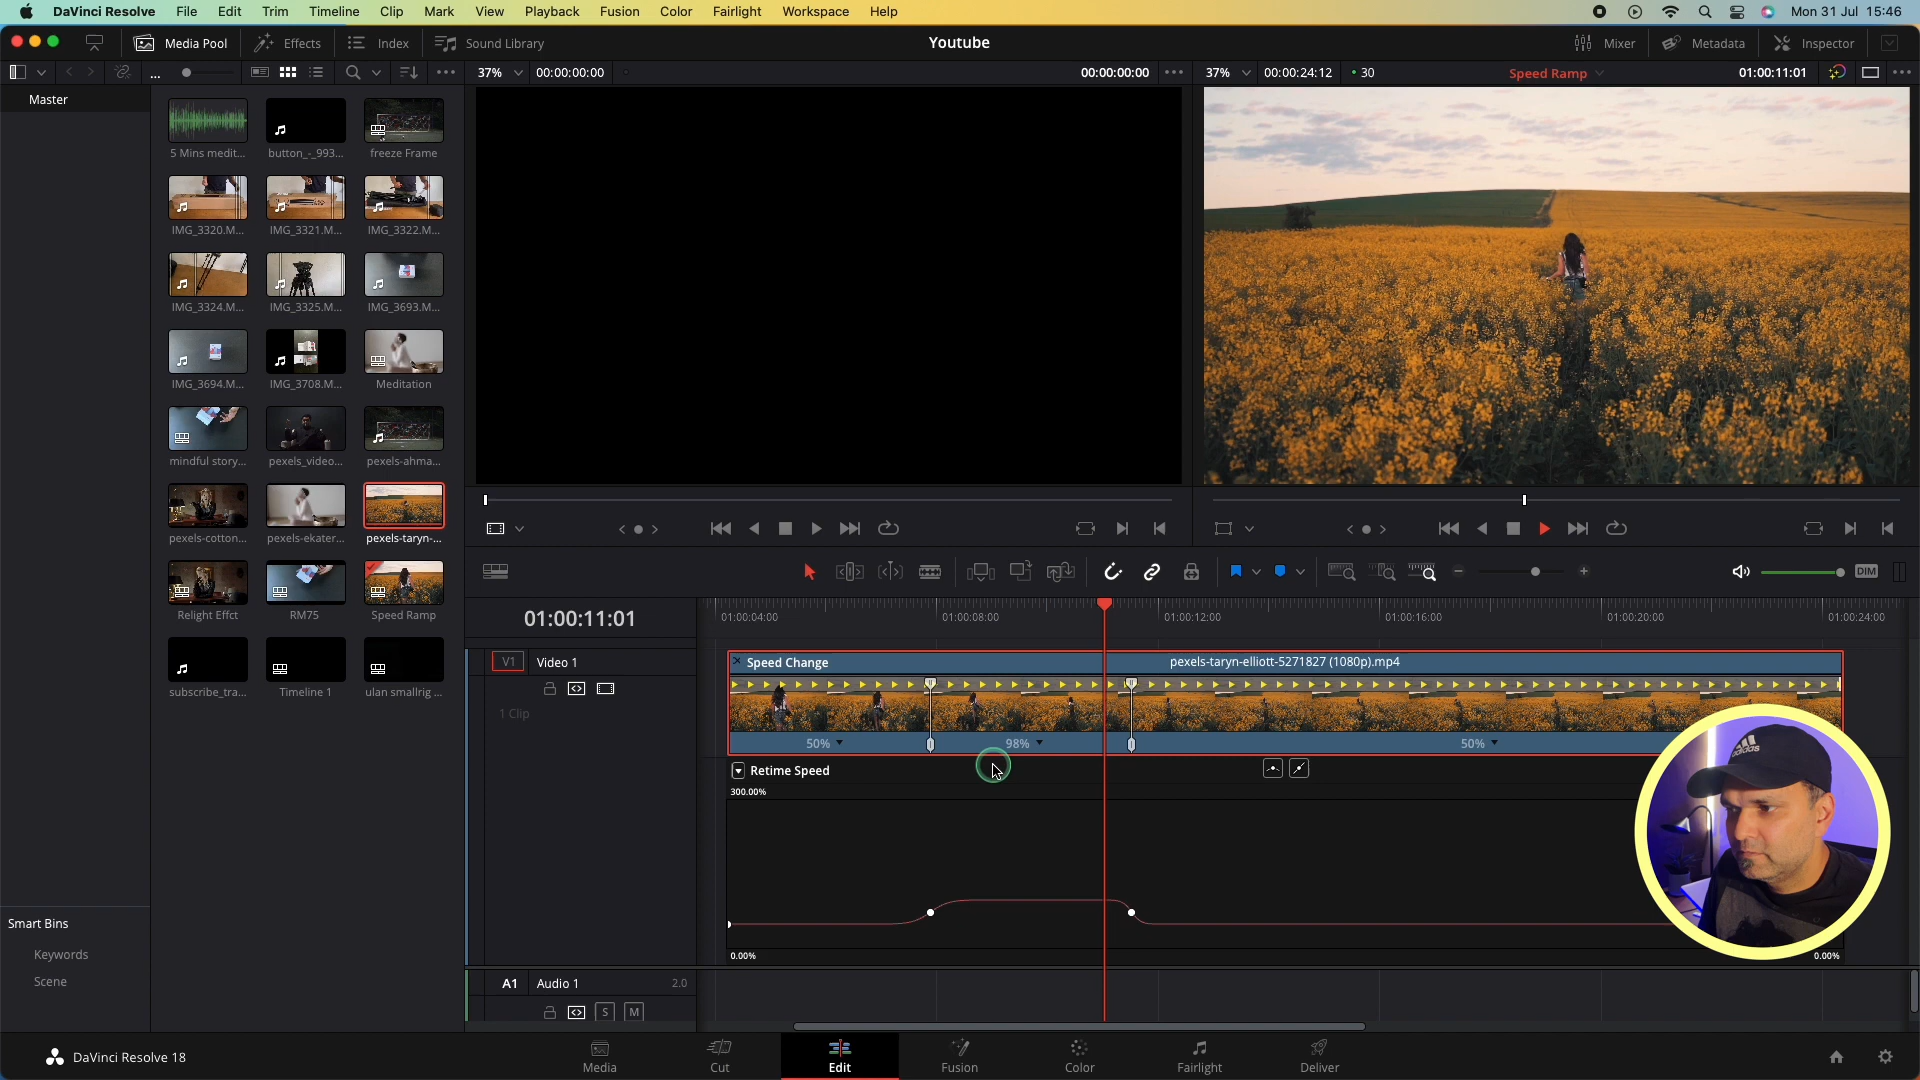 DaVinci Resolve File Edit Trim Timeline Clip Mark View Playback Fusion Color Fairlight Workspace Help Mon 31 Jul 15:46
Media Pool Effects Index Sound Library Youtube Mixer Metadata Inspector
... 37% 00:00:00:00 00:00:00:00 37% 00:00:24:12 30 Speed Ramp 01:00:11:01
Master
5 Mins medit... button_-_993... freeze Frame
IMG_3320.M... IMG_3321.M... IMG_3322.M...
IMG_3324.M... IMG_3325.M... IMG_3693.M...
IMG_3694.M... IMG_3708.M... Meditation
mindful story... pexels_video... pexels-ahma...
pexels-cotton... pexels-ekater... pexels-taryn-...
Relight Effct RM75 Speed Ramp
subscribe_tra... Timeline 1 ulan smallrig ...
Smart Bins
Keywords
Scene
DIM
01:00:11:01 01:00:04:00 01:00:08:00 01:00:12:00 01:00:16:00 01:00:20:00 01:00:24:00
V1 Video 1 Speed Change pexels-taryn-elliott-5271827 (1080p).mp4
1 Clip
50% 98% 50%
Retime Speed
300.00%
0.00% 0.00%
A1 Audio 1 2.0
S M
DaVinci Resolve 18 Media Cut Edit Fusion Color Fairlight Deliver